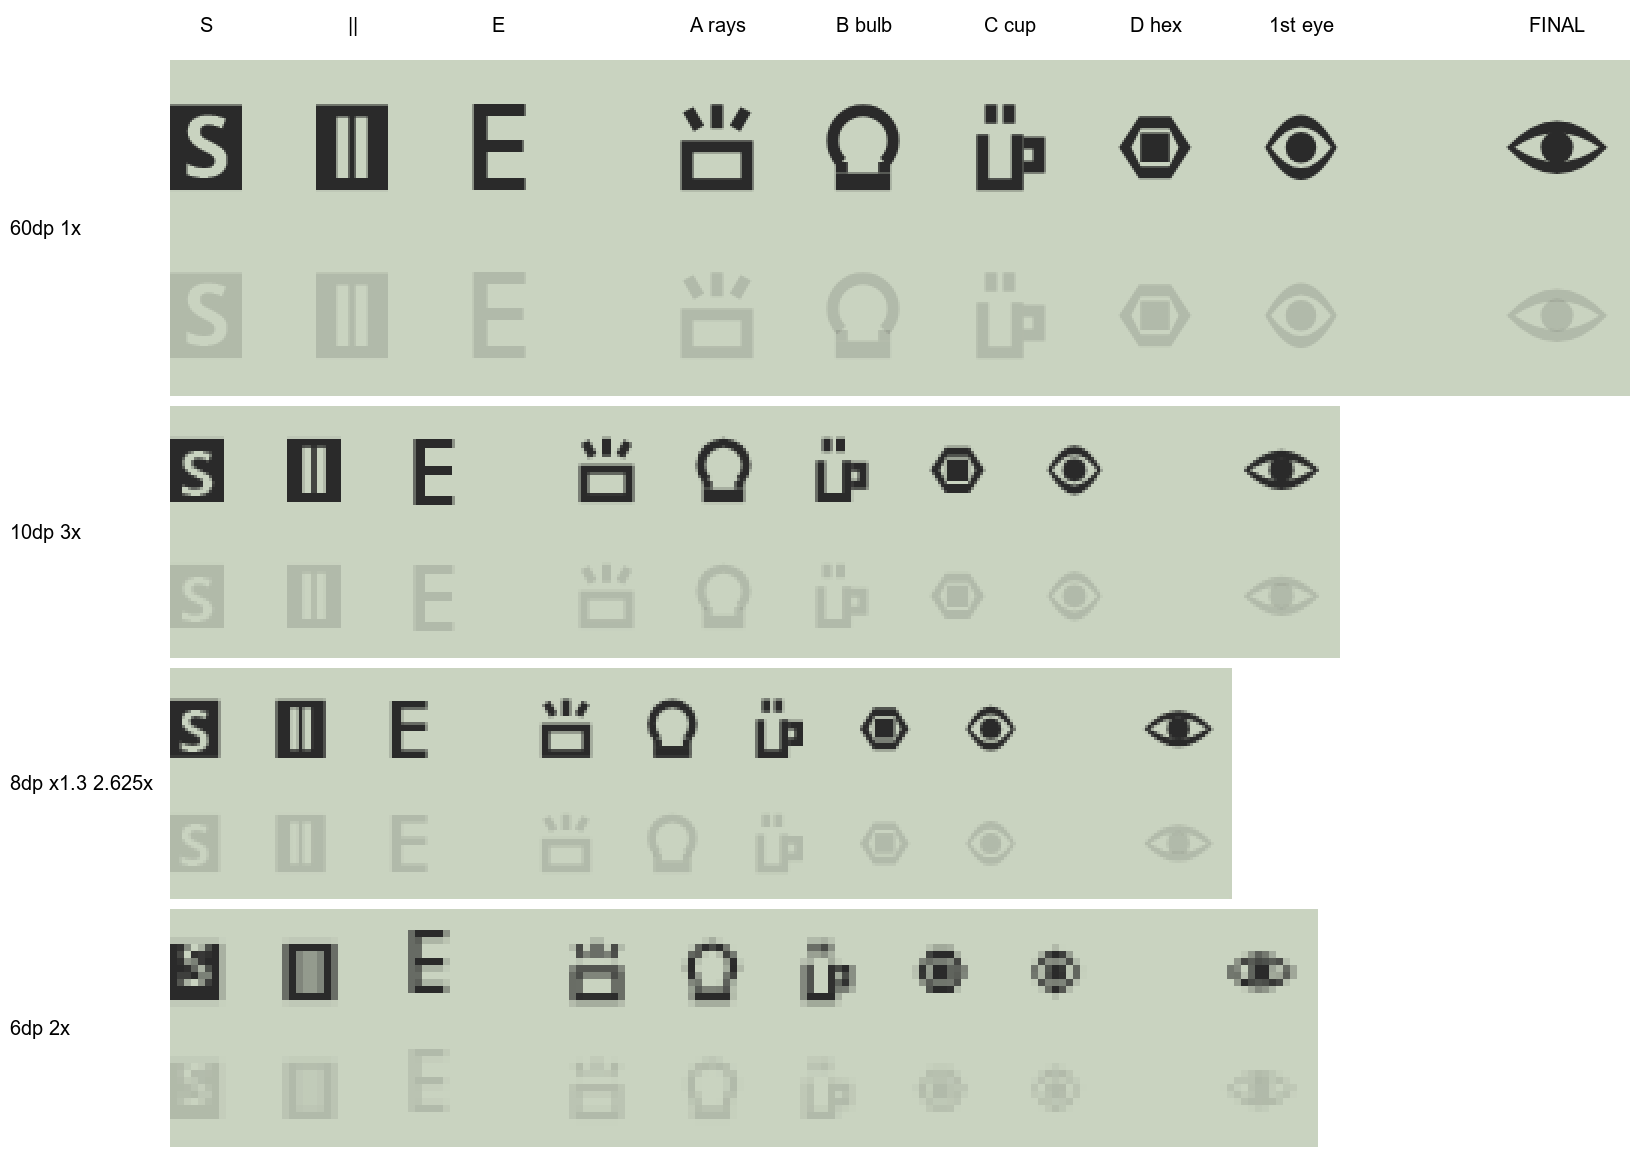 S || E A rays B bulb C cup D hex 1st eye FINAL
S E
60dp 1x
S E
S E
10dp 3x
S E
S E
8dp x1.3 2.625x
S E
S E
6dp 2x
S E